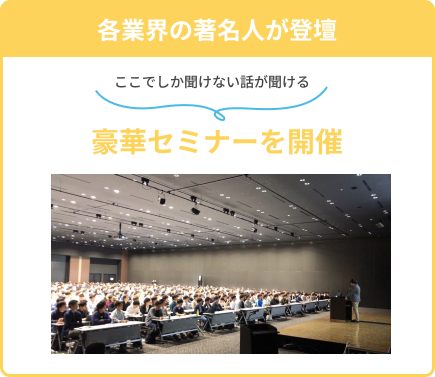 各業界の著名人が登壇
ここでしか聞けない話が聞ける
豪華セミナーを開催